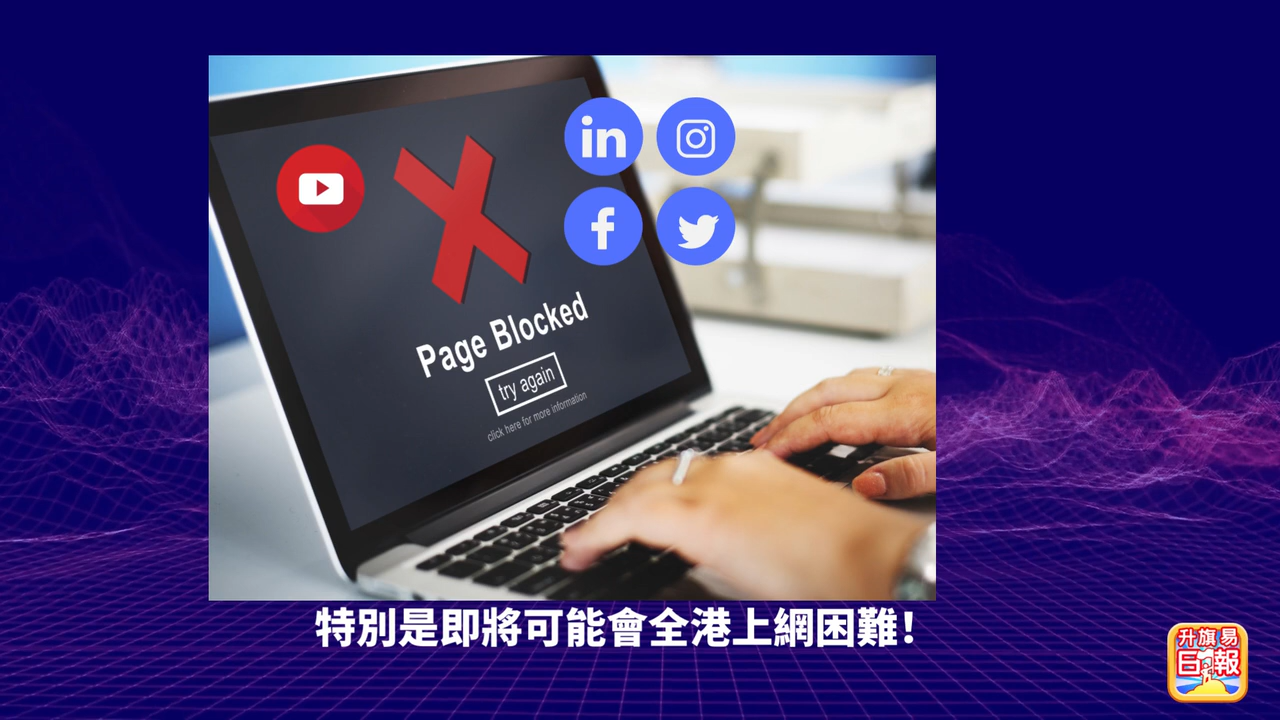 in
f
Page Blocked
try again
click here for more information
特別是即將可能會全港上網困難!
升旗易
日報